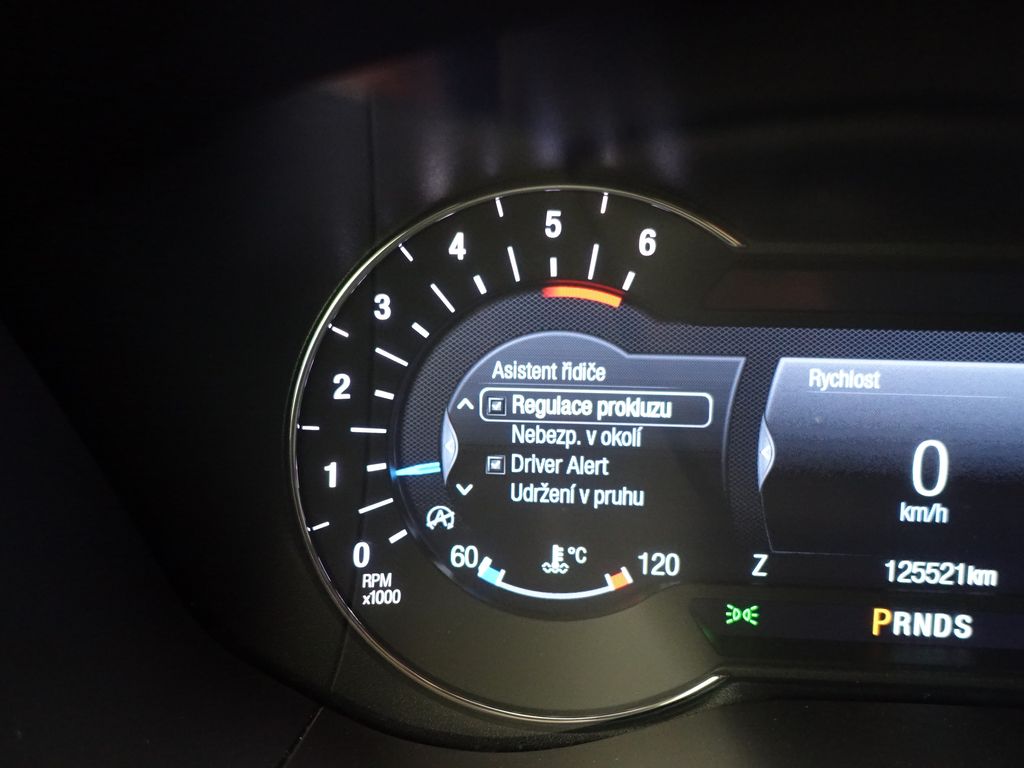 6
5
4
3
2
1
0
RPM
x1000
Asistent řidiče
Regulace prokluzu
Nebezp. v okolí
Driver Alert
Udržení v pruhu
60 °C 120
Rychlost
0
km/h
Z 125521km
PRNDS